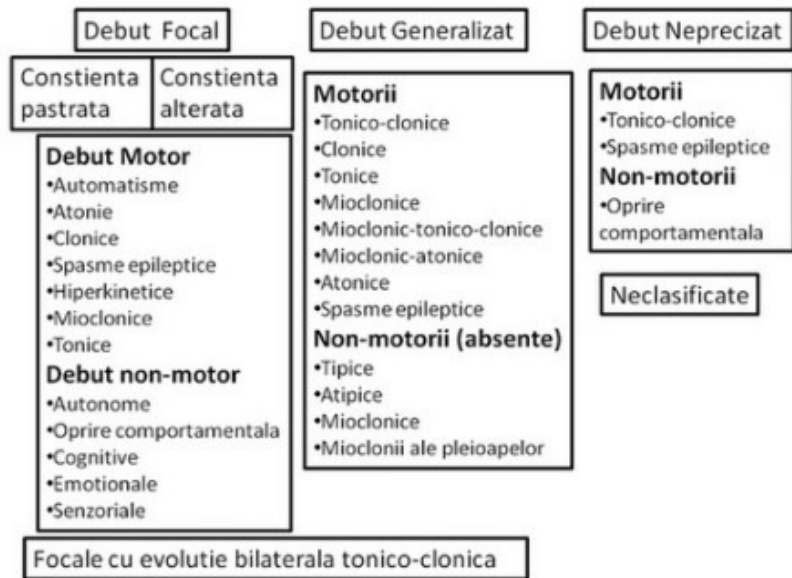 Debut Focal
Constienta
pastrata
Constienta
alterata
Debut Motor
•Automatisme
•Atonie
•Clonice
•Spasme epileptice
•Hiperkinetice
•Mioclonice
•Tonice
Debut non-motor
•Autonome
•Oprire comportamentala
•Cognitive
•Emotionale
•Senzoriale
Focale cu evolutie bilaterala tonico-clonica
Debut Generalizat
Motorii
•Tonico-clonice
•Clonice
•Tonice
•Mioclonice
•Mioclonic-tonico-clonice
•Mioclonic-atonice
•Atonice
•Spasme epileptice
Non-motorii (absente)
•Tipice
•Atipice
•Mioclonice
•Mioclonii ale pleioapelor
Debut Neprecizat
Motorii
•Tonico-clonice
•Spasme epileptice
Non-motorii
•Oprire
comportamentala
Neclasificate